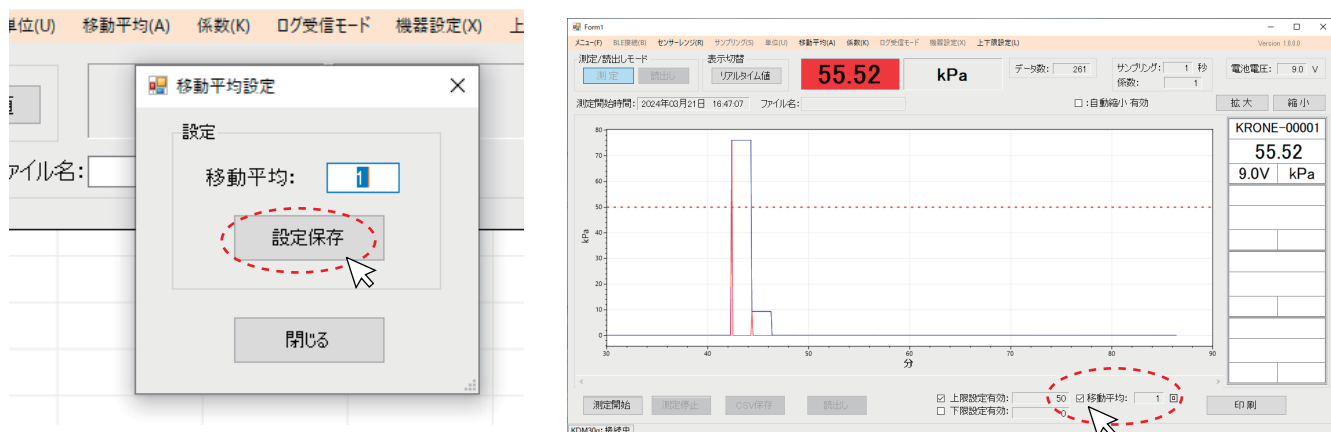 単位(U) 移動平均(A) 係数(K) ログ受信モード 機器設定(X) 上
移動平均設定
設定
移動平均: 1
設定保存
閉じる
ァイル名:
Form1
メニュー(F) BLE接続(B) センサーレンジ(R) サンプリング(S) 単位(U) 移動平均(A) 係数(K) ログ受信モード 機器設定(X) 上下限設定(L) Version 1.0.0.0
測定/読出しモード 表示切替
測定 読出し リアルタイム値 55.52 kPa データ数: 261 サンプリング: 1 秒 電池電圧: 9.0 V
係数: 1
測定開始時間: 2024年03月21日 16:47:07 ファイル名: □:自動縮小有効 拡大 縮小
KRONE-00001
55.52
9.0V kPa
80
70
60
50
40
30
20
10
0
kPa
30 40 50 60 70 80 90
分
測定開始 測定停止 CSV保存 読出し ☑ 上限設定有効: 50 ☑ 移動平均: 1 回 印刷
□ 下限設定有効: 0
KDM30α: 接続中